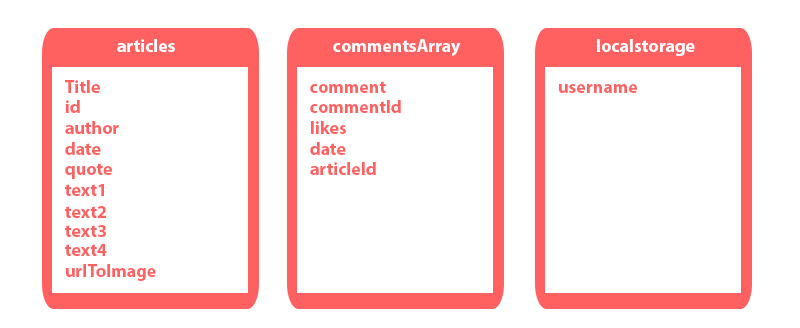 articles
Title
id
author
date
quote
text1
text2
text3
text4
urlToImage
commentsArray
comment
commentId
likes
date
articleId
localstorage
username